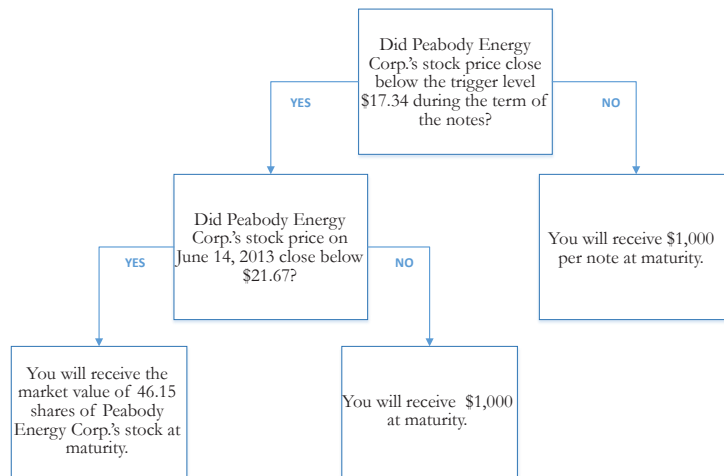 Did Peabody Energy
Corp.'s stock price close
below the trigger level
$17.34 during the term of
the notes?
YES
NO
Did Peabody Energy
Corp.'s stock price on
June 14, 2013 close below
$21.67?
You will receive $1,000
per note at maturity.
YES
NO
You will receive the
market value of 46.15
shares of Peabody
Energy Corp.'s stock at
maturity.
You will receive $1,000
at maturity.